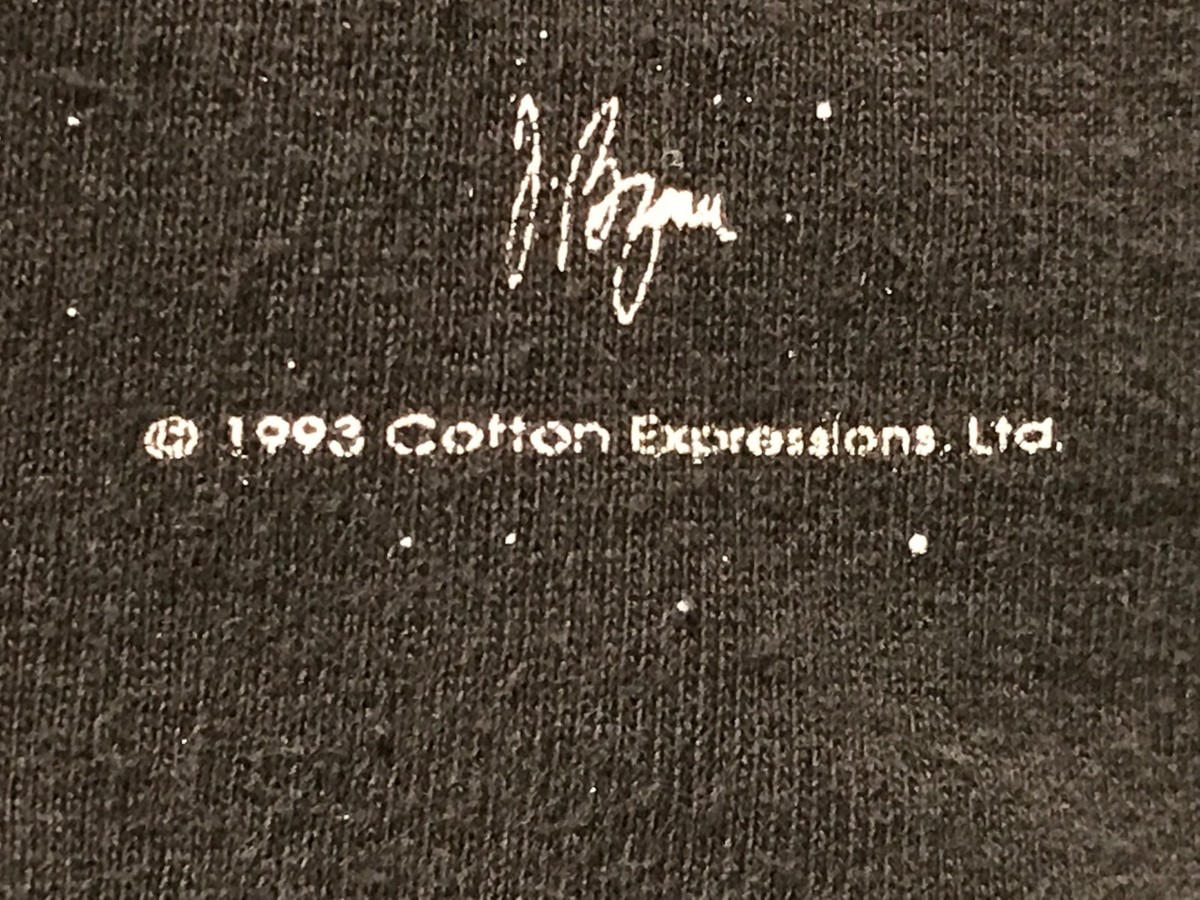 © 1993 Cotton Expressions, Ltd.